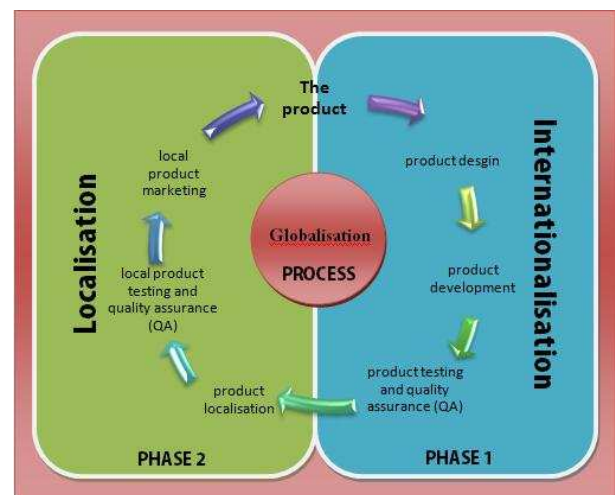 The
product
product desgin
product
development
product testing
and quality
assurance (QA)
Internationalisation
PHASE 1
Globalisation
PROCESS
product
localisation
local product
testing and
quality assurance
(QA)
local
product
marketing
Localisation
PHASE 2